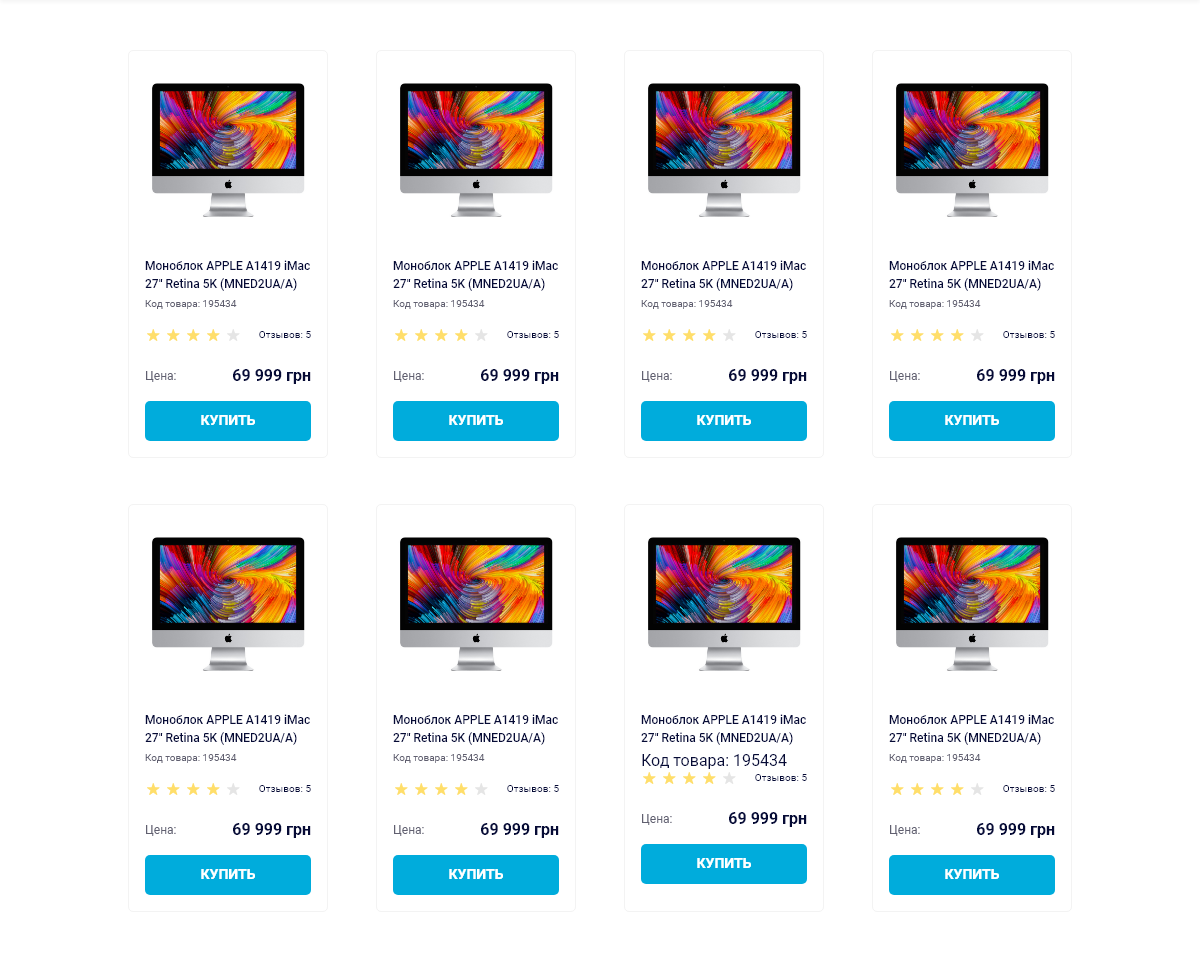 Моноблок APPLE A1419 iMac
27" Retina 5K (MNED2UA/A)
Код товара: 195434
Отзывов: 5
Цена: 69 999 грн
КУПИТЬ
Моноблок APPLE A1419 iMac
27" Retina 5K (MNED2UA/A)
Код товара: 195434
Отзывов: 5
Цена: 69 999 грн
КУПИТЬ
Моноблок APPLE A1419 iMac
27" Retina 5K (MNED2UA/A)
Код товара: 195434
Отзывов: 5
Цена: 69 999 грн
КУПИТЬ
Моноблок APPLE A1419 iMac
27" Retina 5K (MNED2UA/A)
Код товара: 195434
Отзывов: 5
Цена: 69 999 грн
КУПИТЬ
Моноблок APPLE A1419 iMac
27" Retina 5K (MNED2UA/A)
Код товара: 195434
Отзывов: 5
Цена: 69 999 грн
КУПИТЬ
Моноблок APPLE A1419 iMac
27" Retina 5K (MNED2UA/A)
Код товара: 195434
Отзывов: 5
Цена: 69 999 грн
КУПИТЬ
Моноблок APPLE A1419 iMac
27" Retina 5K (MNED2UA/A)
Код товара: 195434
Отзывов: 5
Цена: 69 999 грн
КУПИТЬ
Моноблок APPLE A1419 iMac
27" Retina 5K (MNED2UA/A)
Код товара: 195434
Отзывов: 5
Цена: 69 999 грн
КУПИТЬ